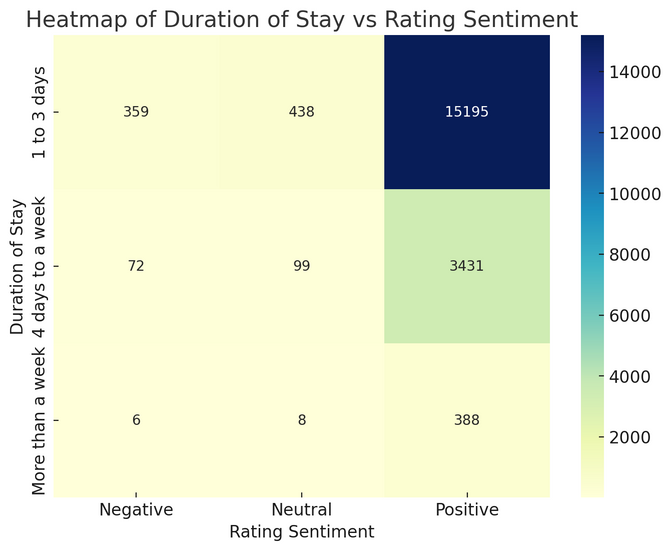 Heatmap of Duration of Stay vs Rating Sentiment
Duration of Stay
1 to 3 days
359 438 15195
4 days to a week
72 99 3431
More than a week
6 8 388
Negative Neutral Positive
Rating Sentiment
14000
12000
10000
8000
6000
4000
2000